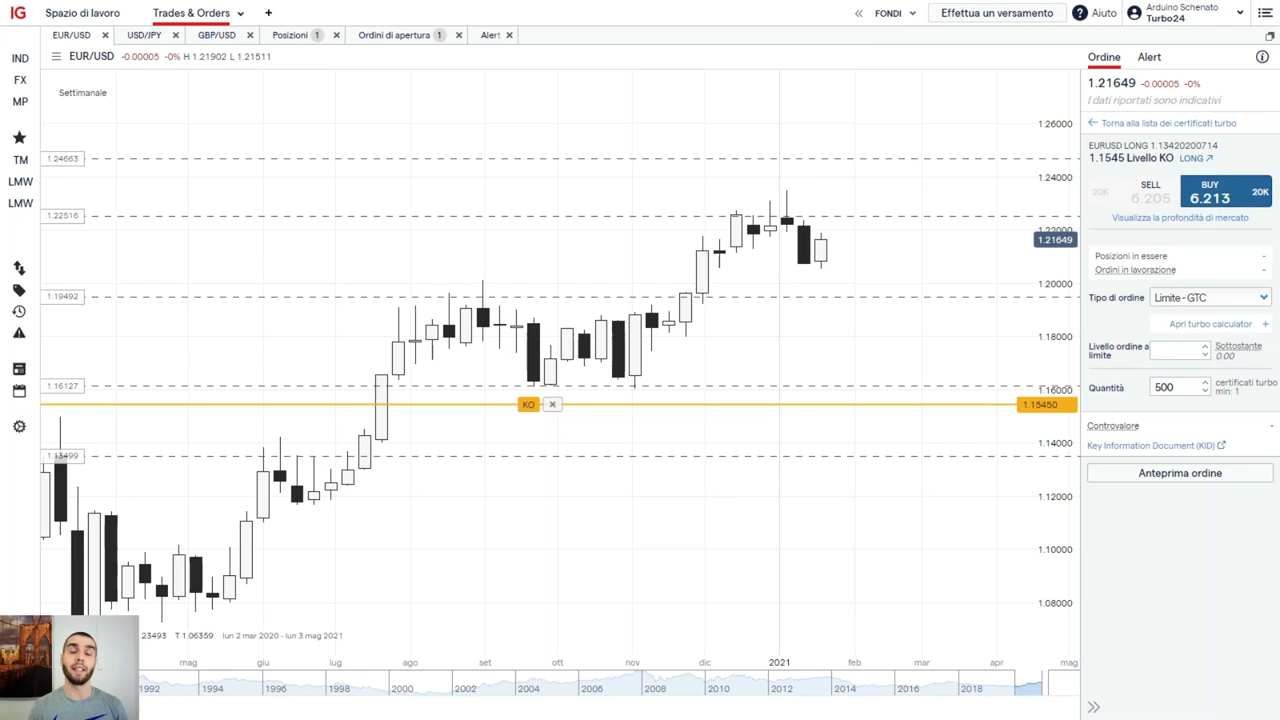 IG Spazio di lavoro Trades & Orders + FONDI Effettua un versamento ? Aiuto Arduino Schenato
Turbo24
EUR/USD × USD/JPY × GBP/USD × Posizioni 1 × Ordini di apertura 1 × Alert ×
EUR/USD -0.00005 -0% H 1.21902 L 1.21511
Settimanale
IND
FX
MP
TM
LMW
LMW
1.24663
1.22516
1.19492
1.16127
1.13499
KO ×
1.26000
1.24000
1.22000
1.21649
1.20000
1.18000
1.16000
1.15450
1.14000
1.12000
1.10000
1.08000
.23493 T 1.06359 lun 2 mar 2020 - lun 3 mag 2021
mag giu lug ago set ott nov dic 2021 feb mar apr mag
1992 1994 1996 1998 2000 2002 2004 2006 2008 2010 2012 2014 2016 2018
Ordine Alert
1.21649 -0.00005 -0%
I dati riportati sono indicativi
Torna alla lista dei certificati turbo
EURUSD LONG 1.13420200714
1.1545 Livello KO LONG
20K SELL 6.205 BUY 6.213 20K
Visualizza la profondità di mercato
Posizioni in essere -
Ordini in lavorazione -
Tipo di ordine Limite - GTC
Apri turbo calculator +
Livello ordine a limite Sottostante 0.00
Quantità 500 certificati turbo min: 1
Controvalore -
Key Information Document (KID)
Anteprima ordine